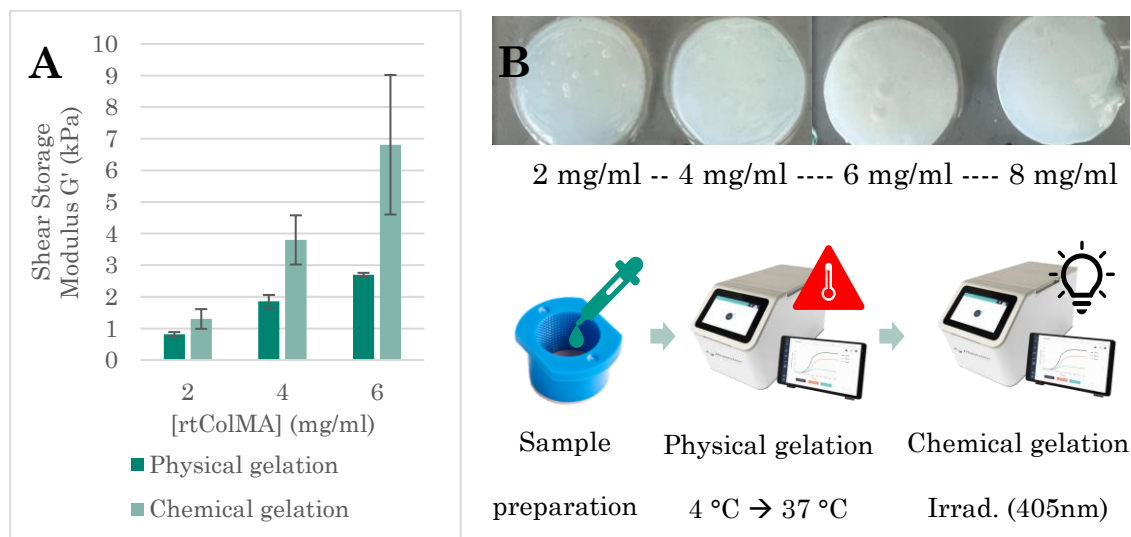 A
10
9
8
7
6
5
4
3
2
1
0
Shear Storage
Modulus G' (kPa)
2 4 6
[rtColMA] (mg/ml)
Physical gelation
Chemical gelation
B
2 mg/ml -- 4 mg/ml ---- 6 mg/ml ---- 8 mg/ml
Sample
preparation
Physical gelation
4 °C → 37 °C
Chemical gelation
Irrad. (405nm)